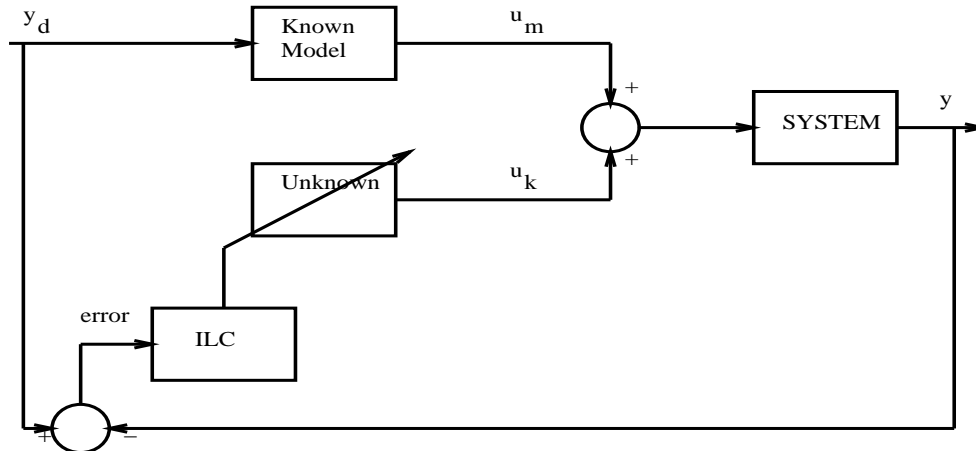 y_d
Known
Model
u_m
+
SYSTEM
y
+
Unknown
u_k
error
ILC
+
−